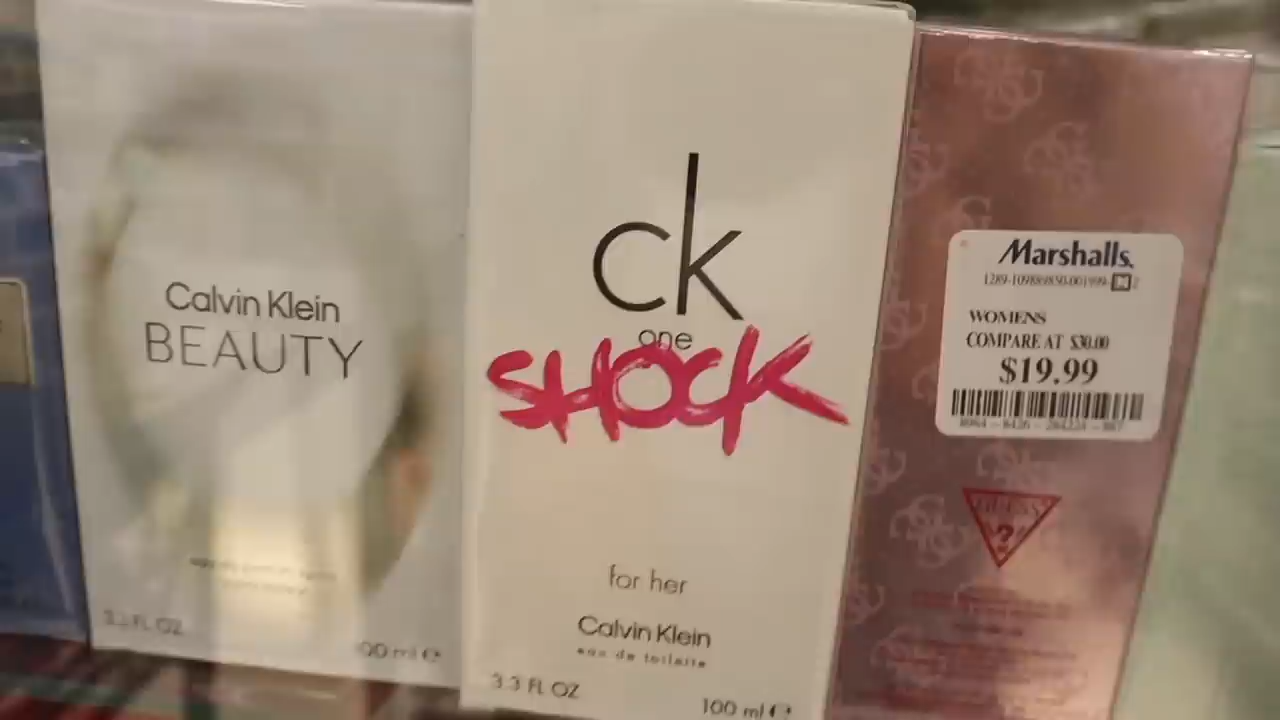 Calvin Klein
BEAUTY
3.3 FL OZ
100 ml e
ck
one
SHOCK
for her
Calvin Klein
eau de toilette
3.3 FL OZ
100 ml e
Marshalls.
WOMENS
COMPARE AT $30.00
$19.99
GUESS
?